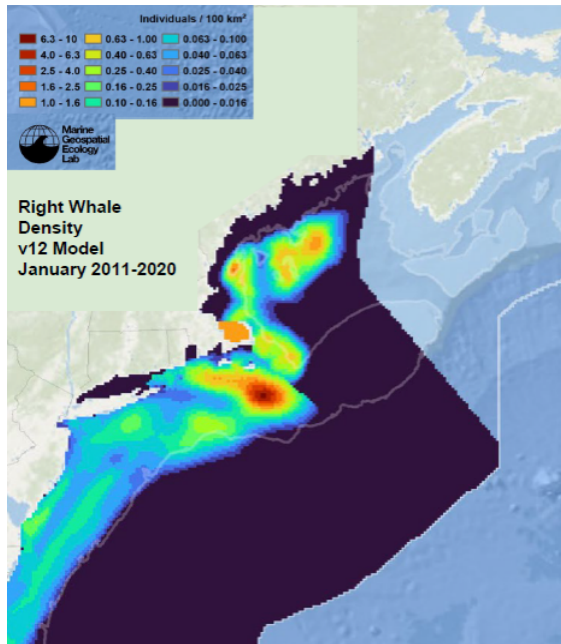 Individuals / 100 km²
6.3 - 10 0.63 - 1.00 0.063 - 0.100
4.0 - 6.3 0.40 - 0.63 0.040 - 0.063
2.5 - 4.0 0.25 - 0.40 0.025 - 0.040
1.6 - 2.5 0.16 - 0.25 0.016 - 0.025
1.0 - 1.6 0.10 - 0.16 0.000 - 0.016
Marine
Geospatial
Ecology
Lab
Right Whale
Density
v12 Model
January 2011-2020